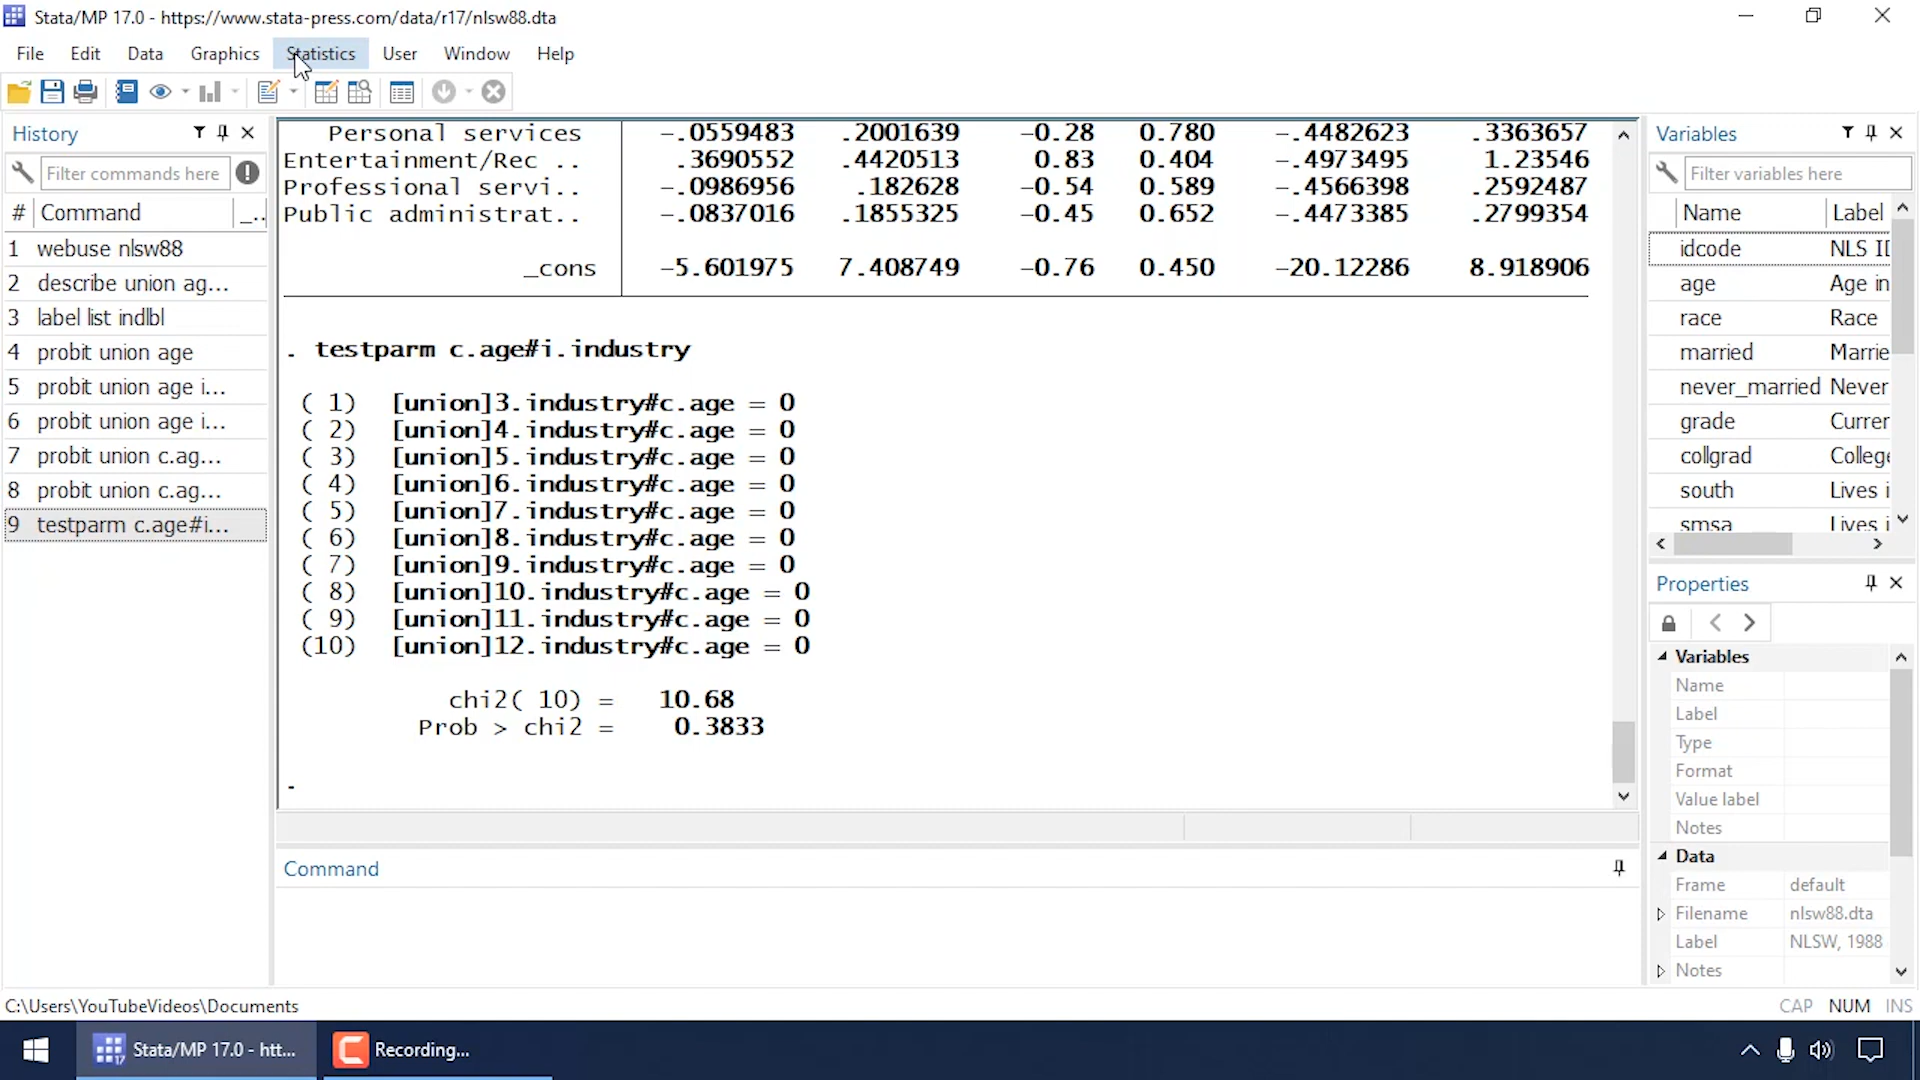 Stata/MP 17.0 - https://www.stata-press.com/data/r17/nlsw88.dta
File Edit Data Graphics Statistics User Window Help
History
Filter commands here
# Command _..
1 webuse nlsw88
2 describe union ag...
3 label list indlbl
4 probit union age
5 probit union age i...
6 probit union age i...
7 probit union c.ag...
8 probit union c.ag...
9 testparm c.age#i...
Personal services -.0559483 .2001639 -0.28 0.780 -.4482623 .3363657
Entertainment/Rec .. .3690552 .4420513 0.83 0.404 -.4973495 1.23546
Professional servi.. -.0986956 .182628 -0.54 0.589 -.4566398 .2592487
Public administrat.. -.0837016 .1855325 -0.45 0.652 -.4473385 .2799354
_cons -5.601975 7.408749 -0.76 0.450 -20.12286 8.918906
. testparm c.age#i.industry
( 1) [union]3.industry#c.age = 0
( 2) [union]4.industry#c.age = 0
( 3) [union]5.industry#c.age = 0
( 4) [union]6.industry#c.age = 0
( 5) [union]7.industry#c.age = 0
( 6) [union]8.industry#c.age = 0
( 7) [union]9.industry#c.age = 0
( 8) [union]10.industry#c.age = 0
( 9) [union]11.industry#c.age = 0
(10) [union]12.industry#c.age = 0
chi2( 10) = 10.68
Prob > chi2 = 0.3833
.
Command
Variables
Filter variables here
Name Label
idcode NLS ID
age Age in
race Race
married Marrie
never_married Never
grade Curren
collgrad College
south Lives i
smsa Lives i
Properties
Variables
Name
Label
Type
Format
Value label
Notes
Data
Frame default
Filename nlsw88.dta
Label NLSW, 1988
Notes
C:\Users\YouTubeVideos\Documents
CAP NUM INS
Stata/MP 17.0 - htt...
Recording...